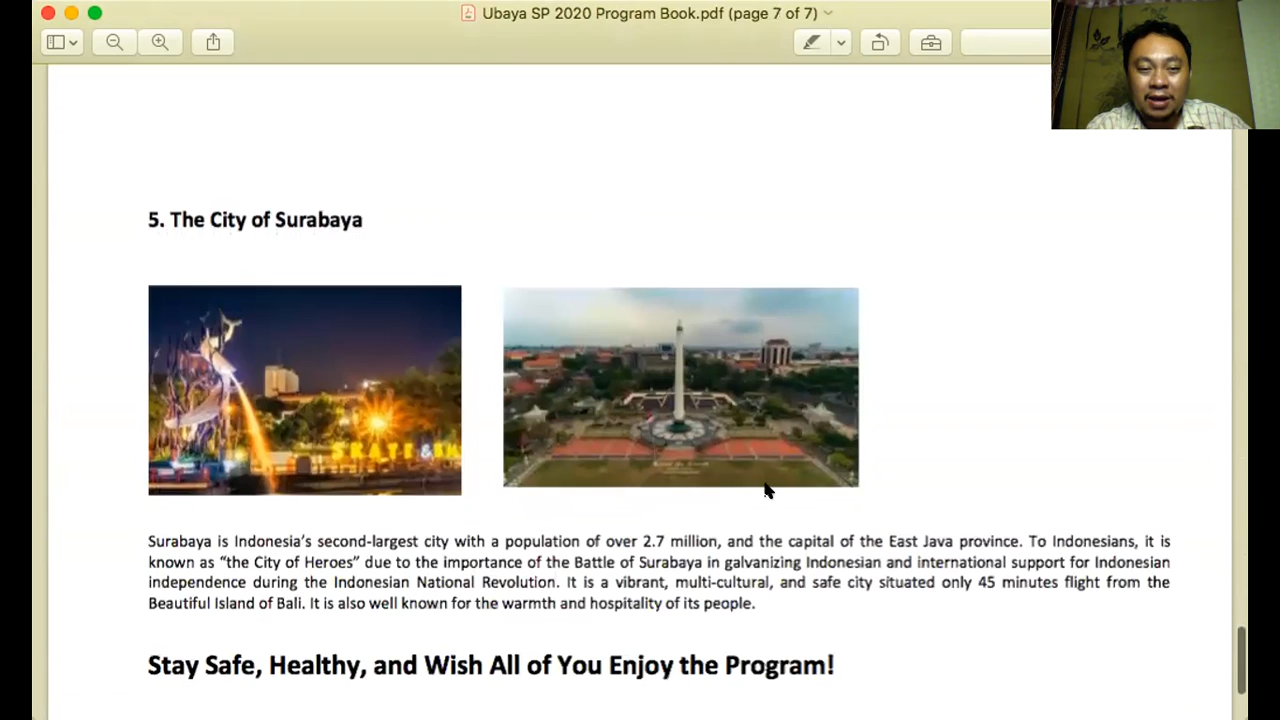 Ubaya SP 2020 Program Book.pdf (page 7 of 7)
5. The City of Surabaya
SKATE &
Surabaya is Indonesia's second-largest city with a population of over 2.7 million, and the capital of the East Java province. To Indonesians, it is
known as “the City of Heroes” due to the importance of the Battle of Surabaya in galvanizing Indonesian and international support for Indonesian
independence during the Indonesian National Revolution. It is a vibrant, multi-cultural, and safe city situated only 45 minutes flight from the
Beautiful Island of Bali. It is also well known for the warmth and hospitality of its people.
Stay Safe, Healthy, and Wish All of You Enjoy the Program!